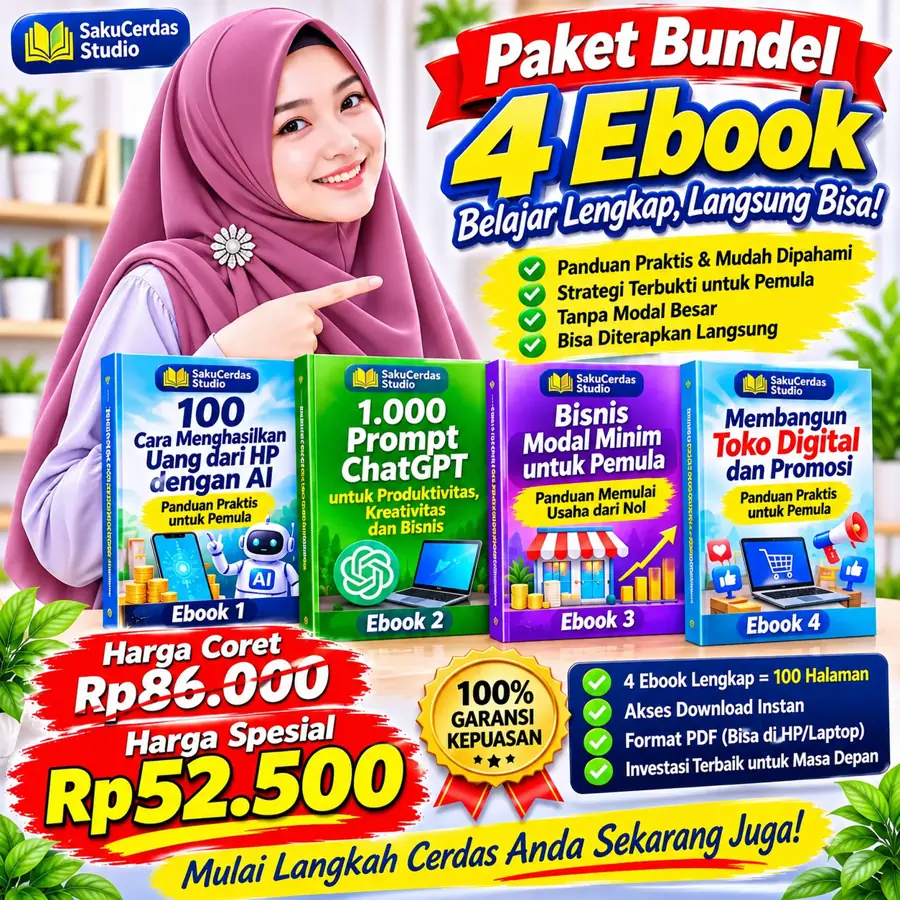 SakuCerdas
Studio
Paket Bundel
4 Ebook
Belajar Lengkap, Langsung Bisa!
Panduan Praktis & Mudah Dipahami
Strategi Terbukti untuk Pemula
Tanpa Modal Besar
Bisa Diterapkan Langsung
SakuCerdas
Studio
100
Cara Menghasilkan
Uang dari HP
dengan AI
Panduan Praktis
untuk Pemula
AI
Ebook 1
SakuCerdas
Studio
1.000
Prompt
ChatGPT
untuk Produktivitas,
Kreativitas
dan Bisnis
Ebook 2
SakuCerdas
Studio
Bisnis
Modal Minim
untuk Pemula
Panduan Memulai
Usaha dari Nol
Ebook 3
SakuCerdas
Studio
Membangun
Toko Digital
dan Promosi
Panduan Praktis
untuk Pemula
Ebook 4
Harga Coret
Rp86.000
Harga Spesial
Rp52.500
100%
GARANSI
KEPUASAN
4 Ebook Lengkap = 100 Halaman
Akses Download Instan
Format PDF (Bisa di HP/Laptop)
Investasi Terbaik untuk Masa Depan
Mulai Langkah Cerdas Anda Sekarang Juga!